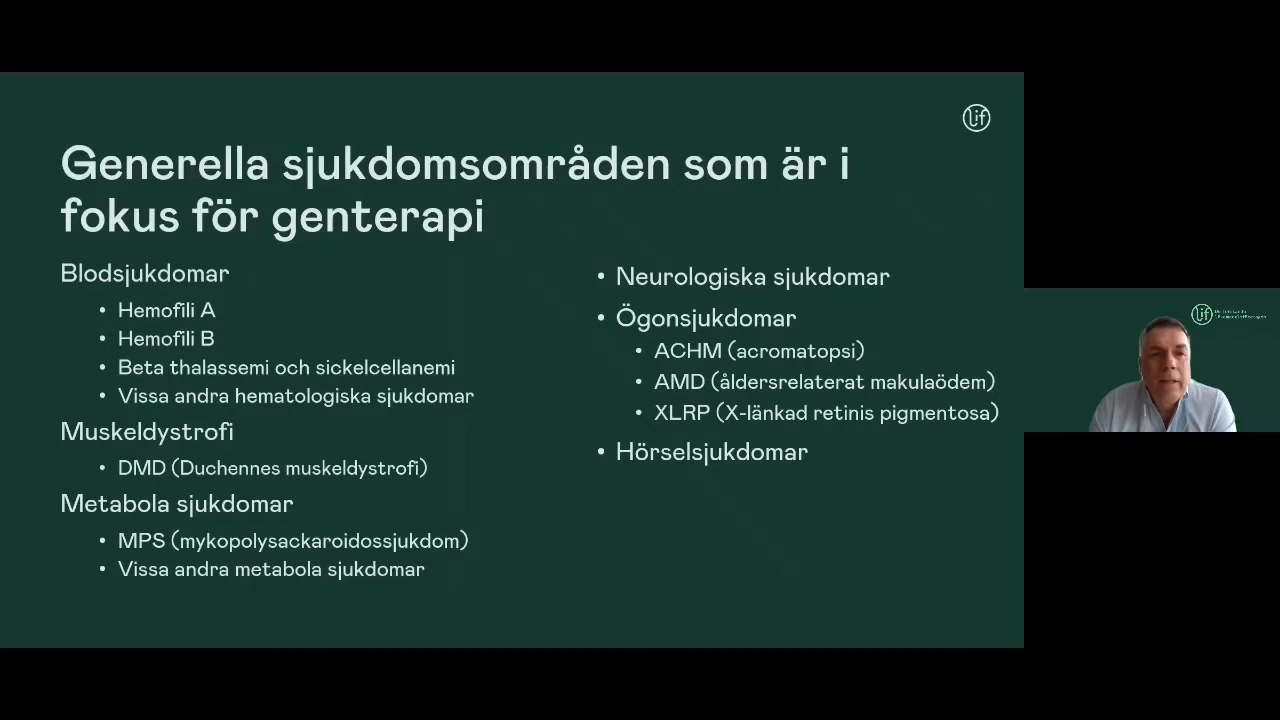 lif
Generella sjukdomsområden som är i
fokus för genterapi
Blodsjukdomar
• Hemofili A
• Hemofili B
• Beta thalassemi och sickelcellanemi
• Vissa andra hematologiska sjukdomar
Muskeldystrofi
• DMD (Duchennes muskeldystrofi)
Metabola sjukdomar
• MPS (mykopolysackaroidossjukdom)
• Vissa andra metabola sjukdomar
• Neurologiska sjukdomar
• Ögonsjukdomar
• ACHM (acromatopsi)
• AMD (åldersrelaterat makulaödem)
• XLRP (X-länkad retinis pigmentosa)
• Hörselsjukdomar
lif